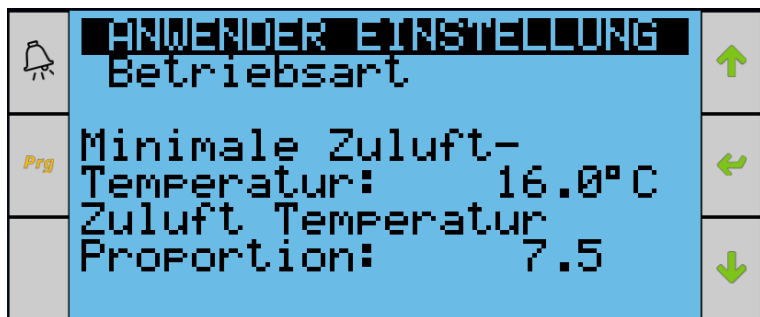 ANWENDER EINSTELLUNG
Betriebsart
Prg
Minimale Zuluft-
Temperatur: 16.0°C
Zuluft Temperatur
Proportion: 7.5